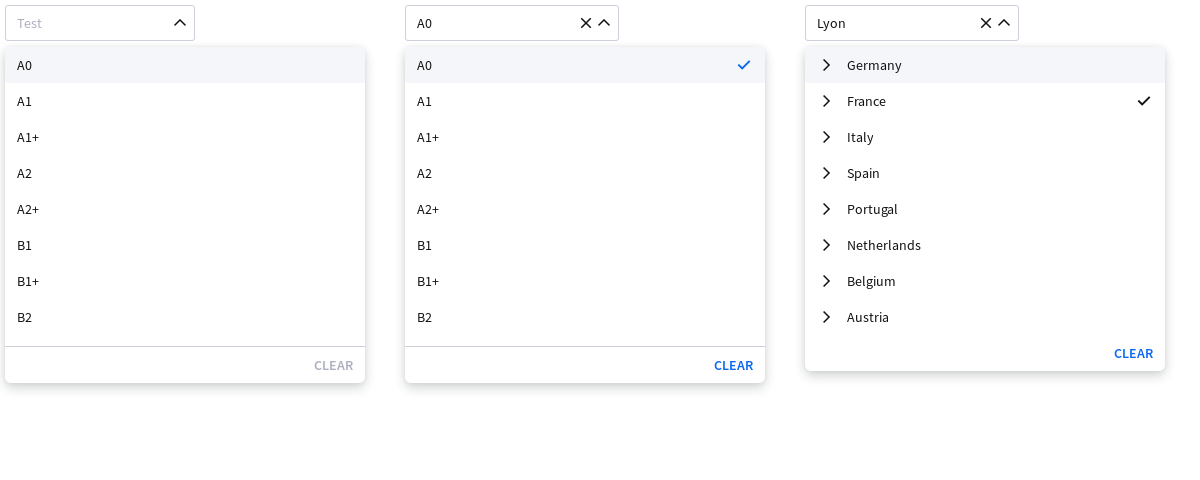 Test
A0
A1
A1+
A2
A2+
B1
B1+
B2
CLEAR
A0
A0
A1
A1+
A2
A2+
B1
B1+
B2
CLEAR
Lyon
Germany
France
Italy
Spain
Portugal
Netherlands
Belgium
Austria
CLEAR